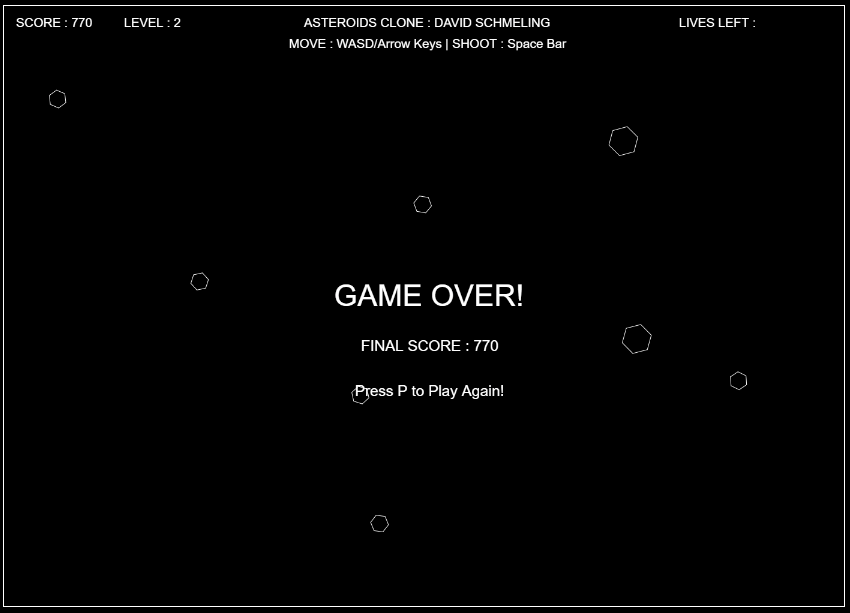 SCORE : 770 LEVEL : 2 ASTEROIDS CLONE : DAVID SCHMELING LIVES LEFT :
MOVE : WASD/Arrow Keys | SHOOT : Space Bar
GAME OVER!
FINAL SCORE : 770
Press P to Play Again!